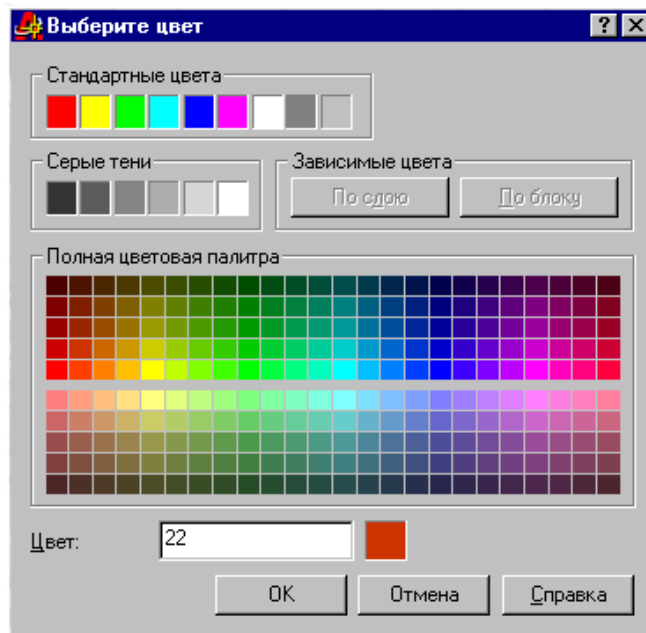 Выберите цвет
Стандартные цвета
Серые тени
Зависимые цвета
По слою
По блоку
Полная цветовая палитра
Цвет:
22
OK
Отмена
Справка